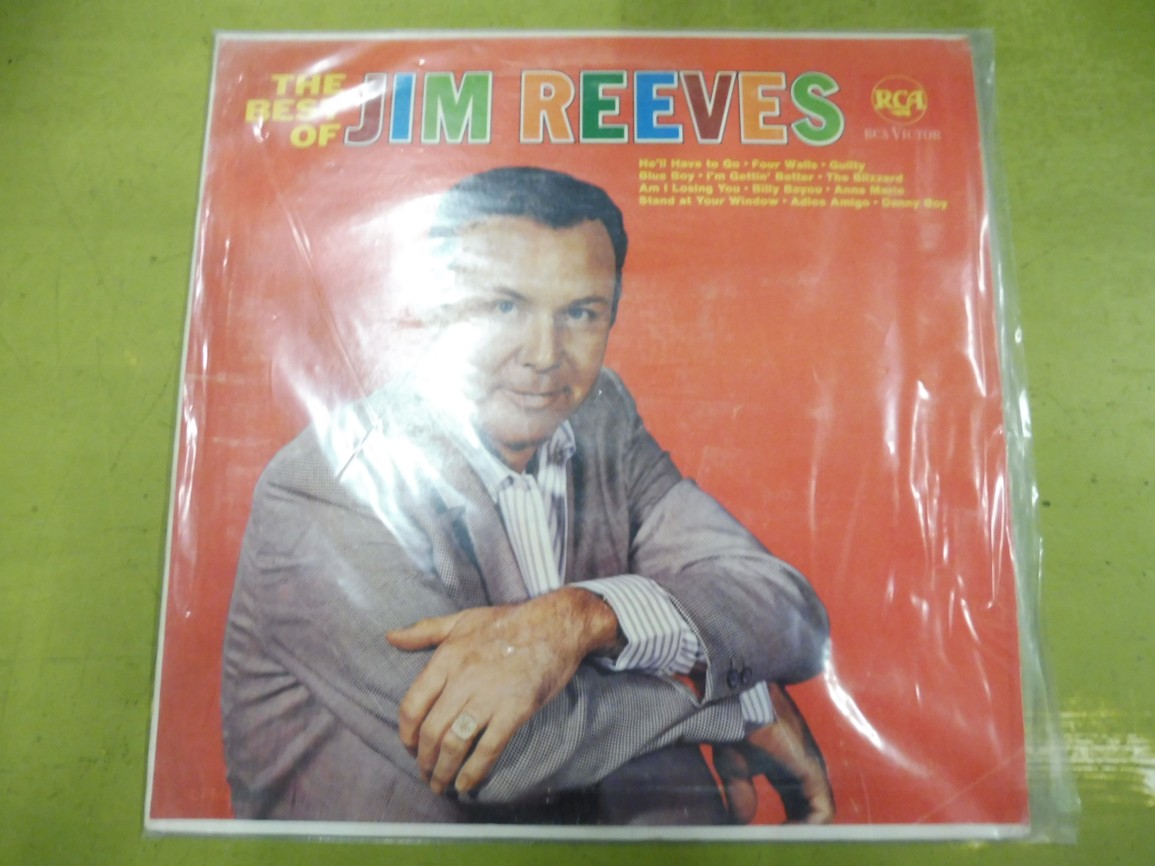 THE
BEST
OF
JIM REEVES
RCA
RCA VICTOR
He'll Have to Go • Four Walls • Guilty
Blue Boy • I'm Gettin' Better • The Blizzard
Am I Losing You • Billy Bayou • Anna Marie
Stand at Your Window • Adios Amigo • Danny Boy